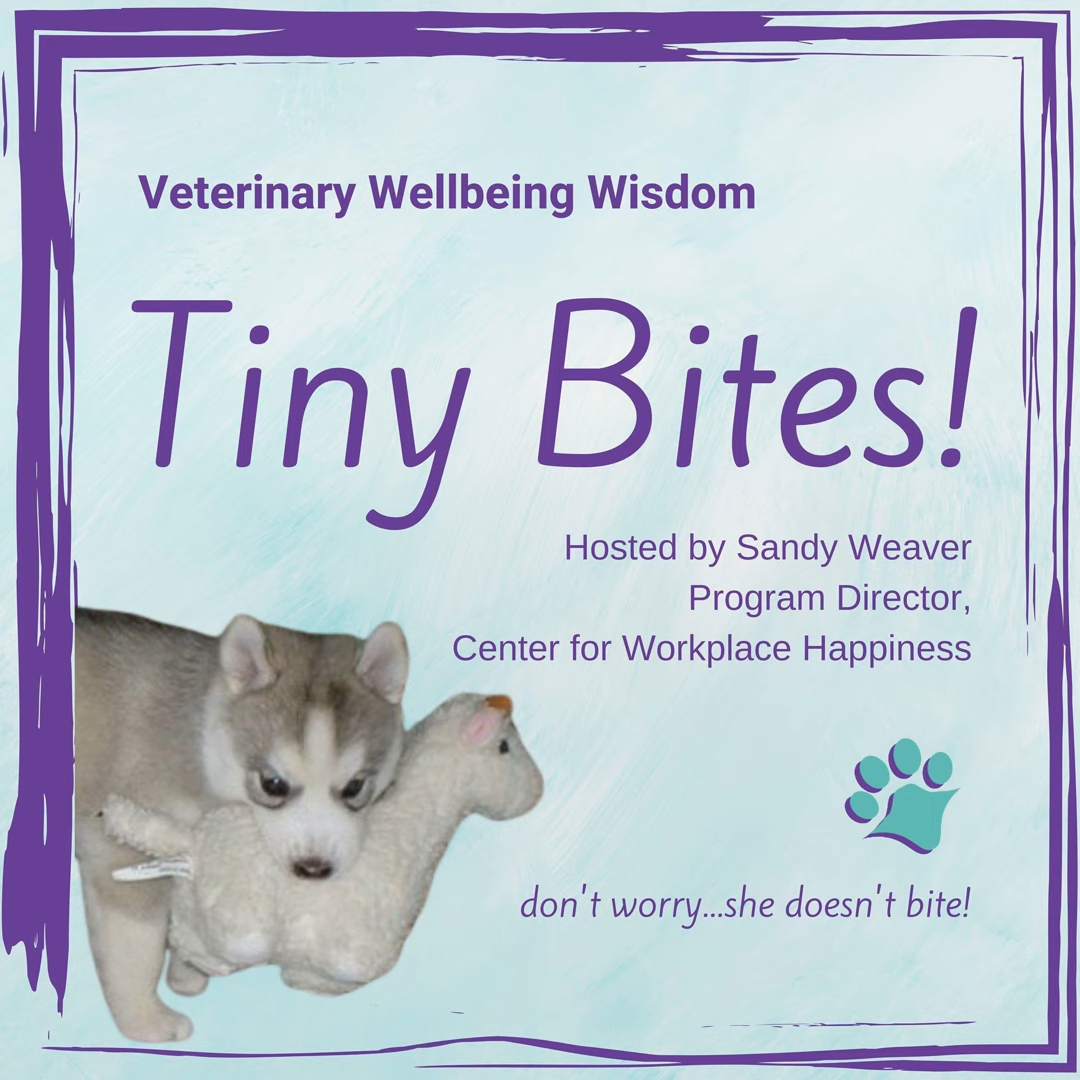 Veterinary Wellbeing Wisdom
Tiny Bites!
Hosted by Sandy Weaver
Program Director,
Center for Workplace Happiness
don't worry...she doesn't bite!